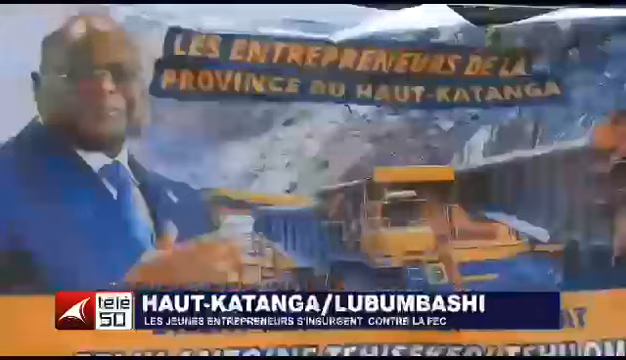 LES ENTREPRENEURS DE LA
PROVINCE DU HAUT-KATANGA
télé
50
HAUT-KATANGA/LUBUMBASHI
LES JEUNES ENTREPRENEURS S'INSURGENT CONTRE LA FEC